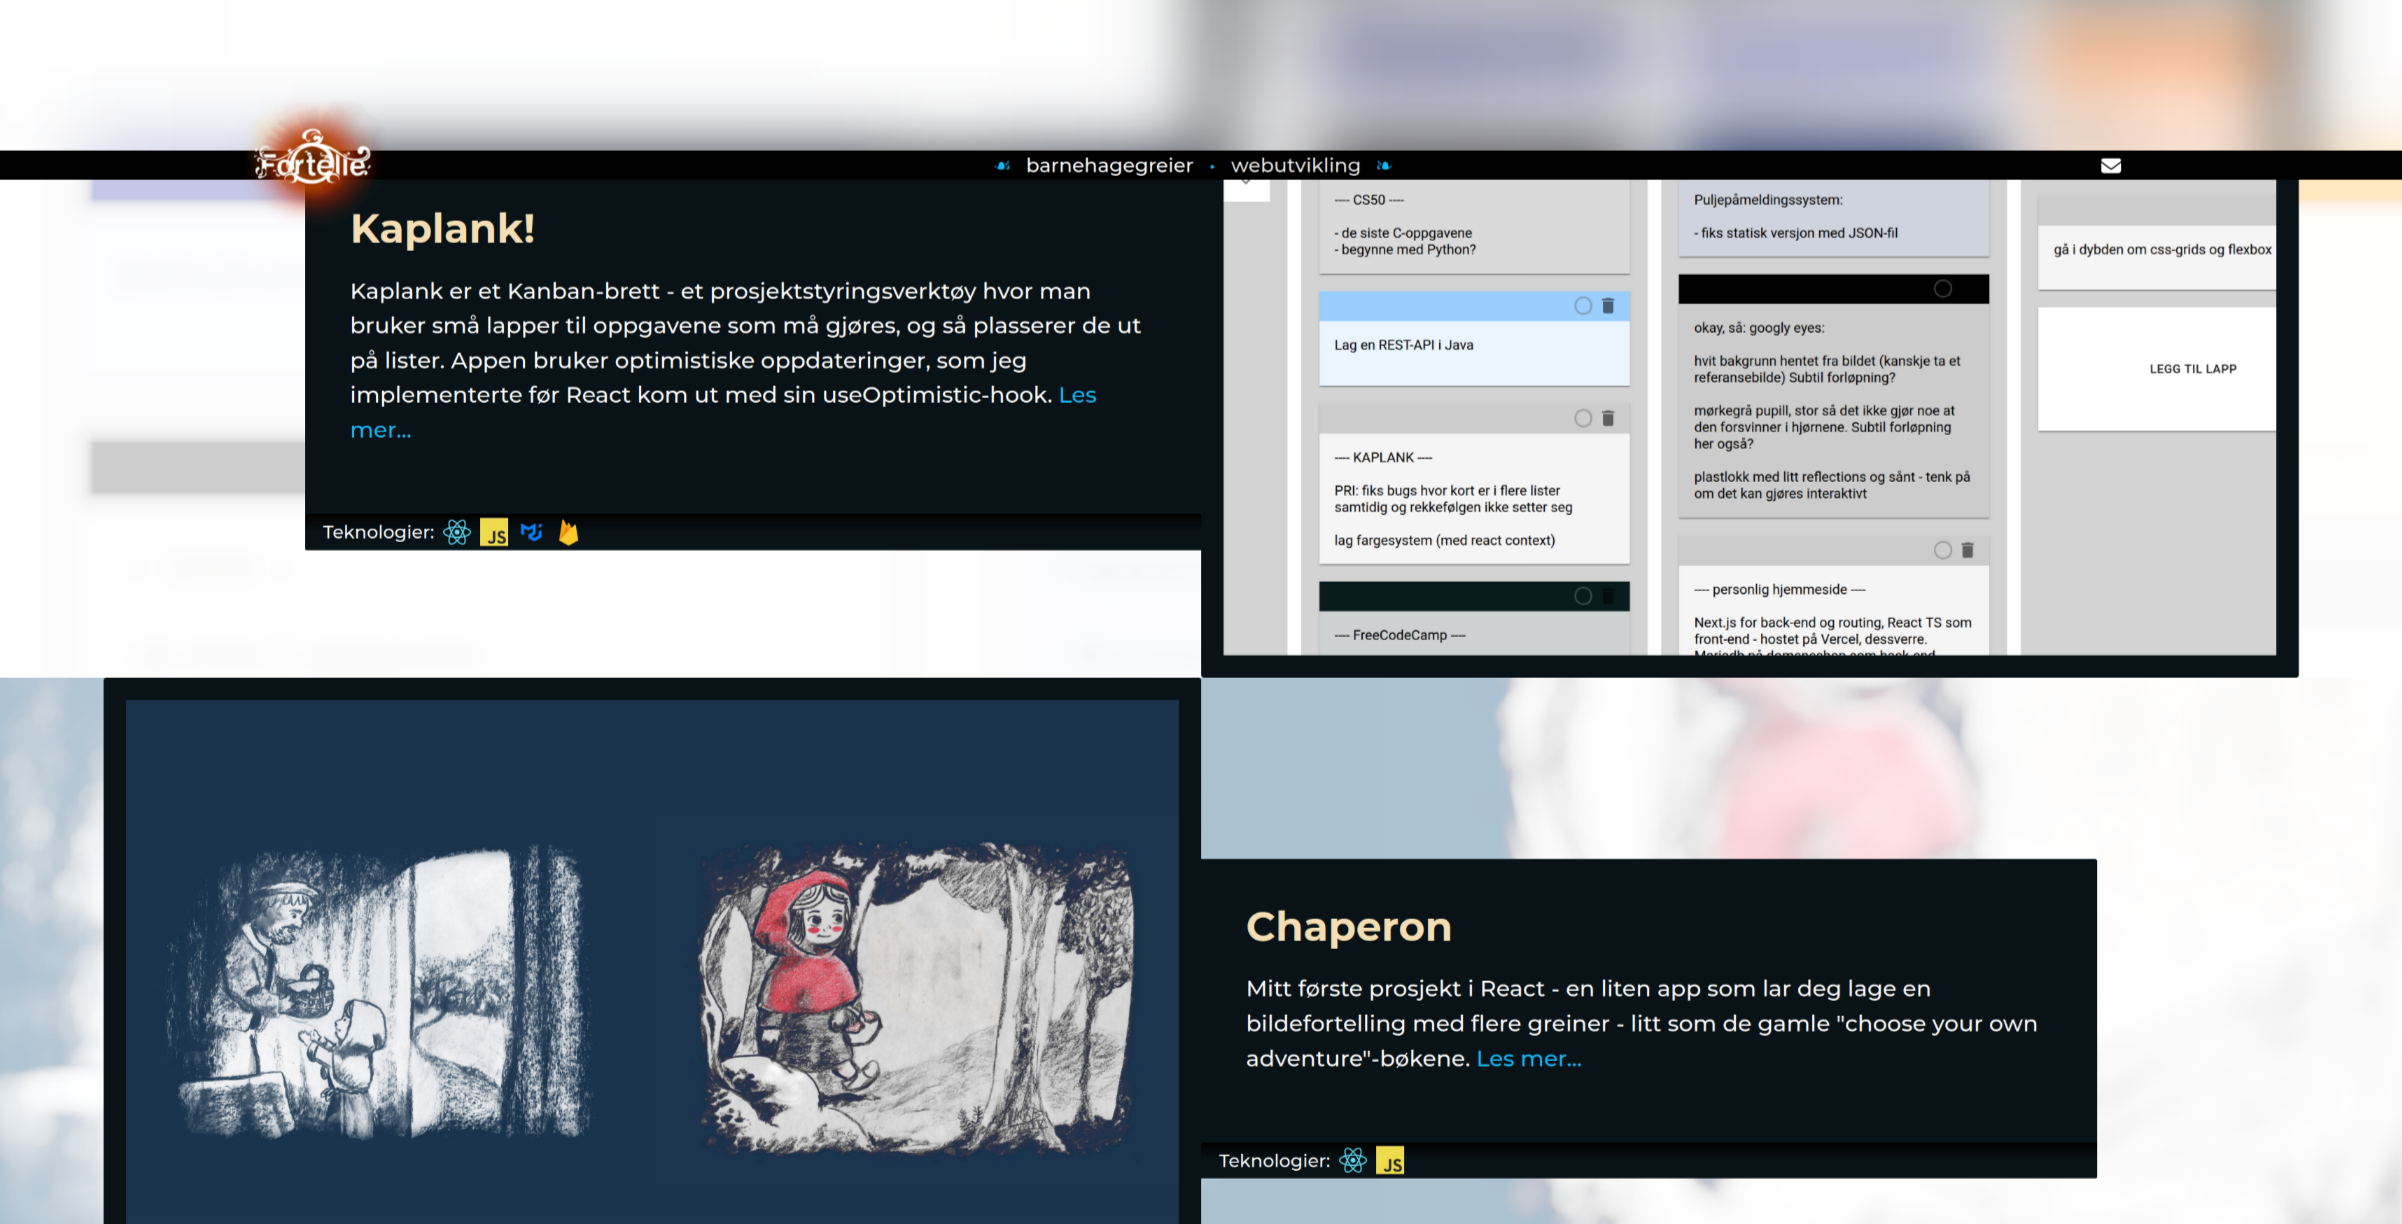 Fortelle
barnehagegreier • webutvikling
Kaplank!
Kaplank er et Kanban-brett - et prosjektstyringsverktøy hvor man
bruker små lapper til oppgavene som må gjøres, og så plasserer de ut
på lister. Appen bruker optimistiske oppdateringer, som jeg
implementerte før React kom ut med sin useOptimistic-hook. Les
mer...
Teknologier:
JS
---- CS50 ----
- de siste C-oppgavene
- begynne med Python?
Lag en REST-API i Java
---- KAPLANK ----
PRI: fiks bugs hvor kort er i flere lister
samtidig og rekkefølgen ikke setter seg
lag fargesystem (med react context)
---- FreeCodeCamp ----
Puljepåmeldingssystem:
- fiks statisk versjon med JSON-fil
okay, så: googly eyes:
hvit bakgrunn hentet fra bildet (kanskje ta et
referansebilde) Subtil forløpning?
mørkegrå pupill, stor så det ikke gjør noe at
den forsvinner i hjørnene. Subtil forløpning
her også?
plastlokk med litt reflections og sånt - tenk på
om det kan gjøres interaktivt
---- personlig hjemmeside ----
Next.js for back-end og routing, React TS som
front-end - hostet på Vercel, dessverre.
Mariadb på domeneshop som back-end
gå i dybden om css-grids og flexbox
LEGG TIL LAPP
Chaperon
Mitt første prosjekt i React - en liten app som lar deg lage en
bildefortelling med flere greiner - litt som de gamle "choose your own
adventure"-bøkene. Les mer...
Teknologier:
JS